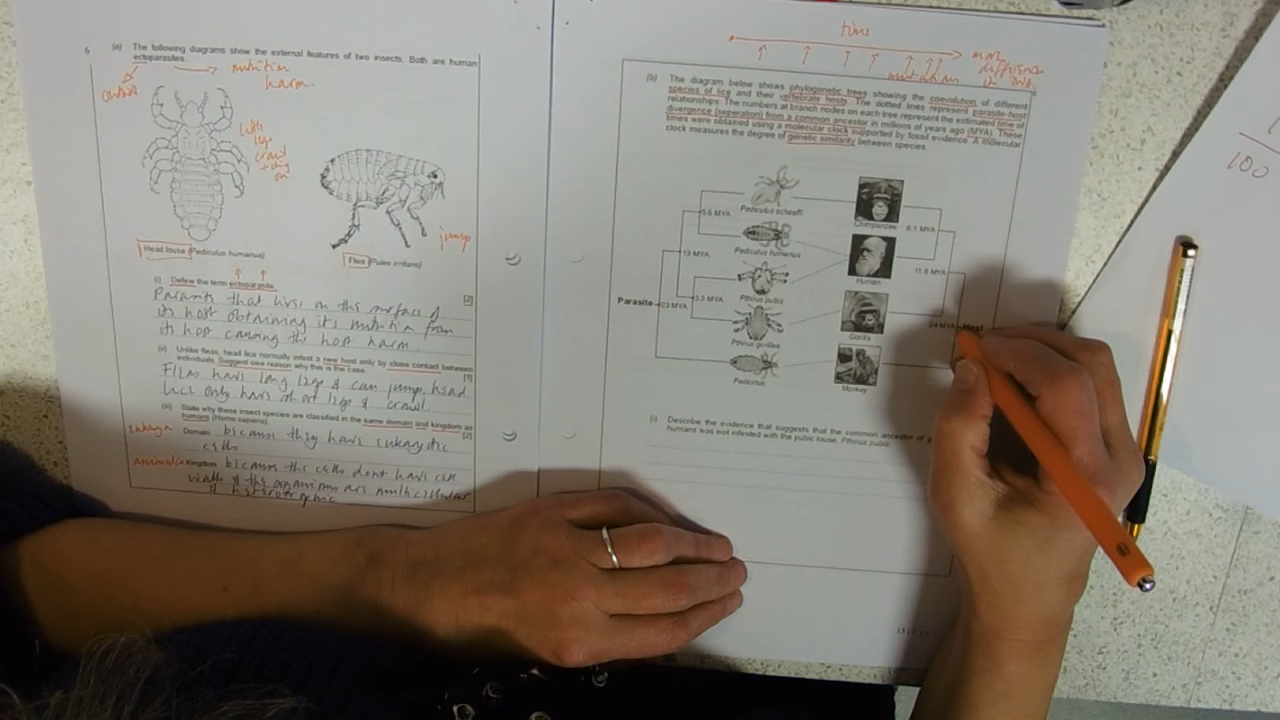 6 (a) The following diagrams show the external features of two insects. Both are human
ectoparasites.
nutrition
harm
outside
little
legs
crawl
jump
Head louse (Pediculus humanus)
Flea (Pulex irritans)
(i) Define the term ectoparasite. [2]
Parasite that lives on the surface of
its host obtaining its nutrition from
its host causing the host harm.
(ii) Unlike fleas, head lice normally infest a new host only by close contact between
individuals. Suggest one reason why this is the case. [1]
Fleas have long legs & can jump, head
lice only have short legs & crawl.
(iii) State why these insect species are classified in the same domain and kingdom as
humans (Homo sapiens). [2]
eukarya Domain because they have eukaryotic
cells
animalia Kingdom because the cells dont have cell
walls & the organisms are multicellular
& heterotrophic
time
mutation
more
(b) The diagram below shows phylogenetic trees showing the coevolution of different
species of lice and their vertebrate hosts. The dotted lines represent parasite-host
relationships. The numbers at branch nodes on each tree represent the estimated time of
divergence (seperation) from a common ancestor in millions of years ago (MYA). These
times were obtained using a molecular clock supported by fossil evidence. A molecular
clock measures the degree of genetic similarity between species.
Pediculus schaeffi
Chimpanzee
5.6 MYA
6.1 MYA
Pediculus humanus
13 MYA
Human
11.6 MYA
Pthirus pubis
Parasite
23 MYA
3.3 MYA
Gorilla
24 MYA
Host
Pthirus gorillae
Pedicinus
Monkey
(i) Describe the evidence that suggests that the common ancestor of g
humans was not infested with the pubic louse, Pthirus pubis.
100